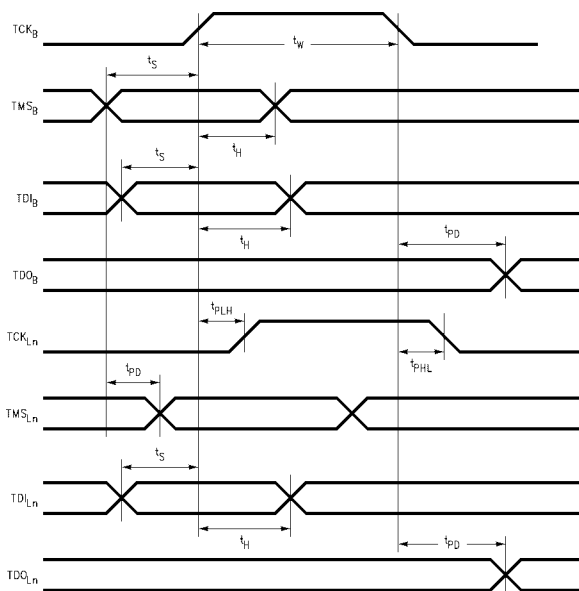 TCK_B
t_W
t_S
TMS_B
t_H
t_S
TDI_B
t_H
t_PD
TDO_B
t_PLH
TCK_Ln
t_PHL
t_PD
TMS_Ln
t_S
TDI_Ln
t_H
t_PD
TDO_Ln